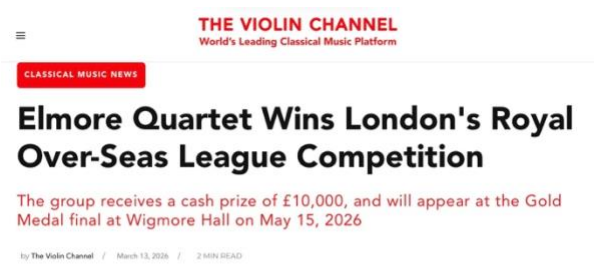 THE VIOLIN CHANNEL
World's Leading Classical Music Platform
CLASSICAL MUSIC NEWS
Elmore Quartet Wins London's Royal
Over-Seas League Competition
The group receives a cash prize of £10,000, and will appear at the Gold
Medal final at Wigmore Hall on May 15, 2026
by The Violin Channel / March 13, 2026 / 2 MIN READ